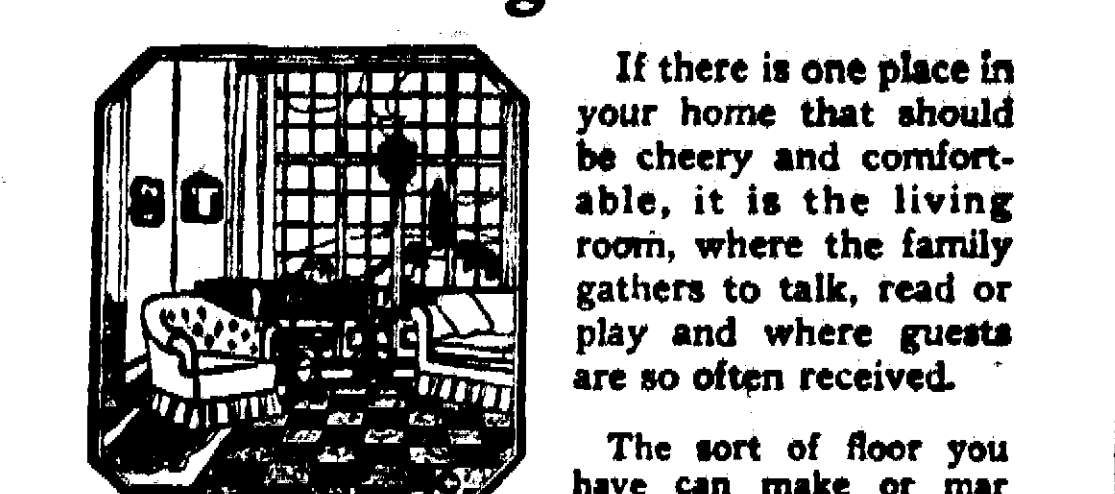 If there is one place in
your home that should
be cheery and comfort-
able, it is the living
room, where the family
gathers to talk, read or
play and where guests
are so often received.
The sort of floor you
have can make or mar